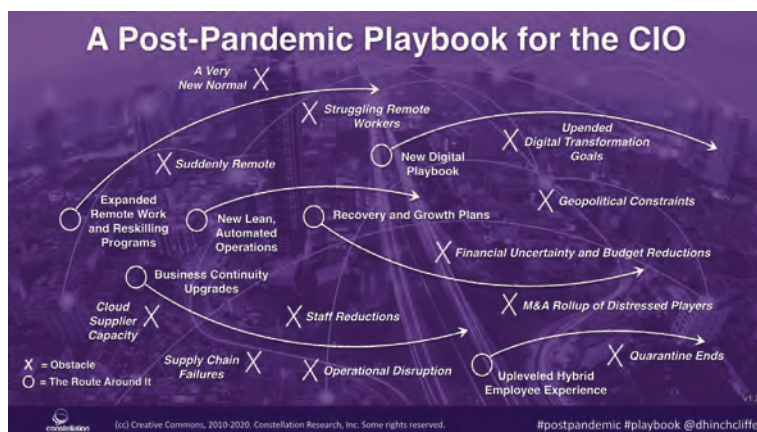 A Post-Pandemic Playbook for the CIO
A Very
New Normal X
X Struggling Remote
Workers
X Suddenly Remote
New Digital
Playbook
X Upended
Digital Transformation
Goals
X Geopolitical Constraints
Expanded
Remote Work
and Reskilling
Programs
New Lean,
Automated
Operations
Recovery and Growth Plans
X Financial Uncertainty and Budget Reductions
Business Continuity
Upgrades
X M&A Rollup of Distressed Players
Cloud
Supplier
Capacity X
X Staff Reductions
Supply Chain
Failures X
X Operational Disruption
Upleveled Hybrid
Employee Experience
X Quarantine Ends
X = Obstacle
O = The Route Around It
constellation
(cc) Creative Commons, 2010-2020. Constellation Research, Inc. Some rights reserved.
#postpandemic #playbook @dhinchcliffe